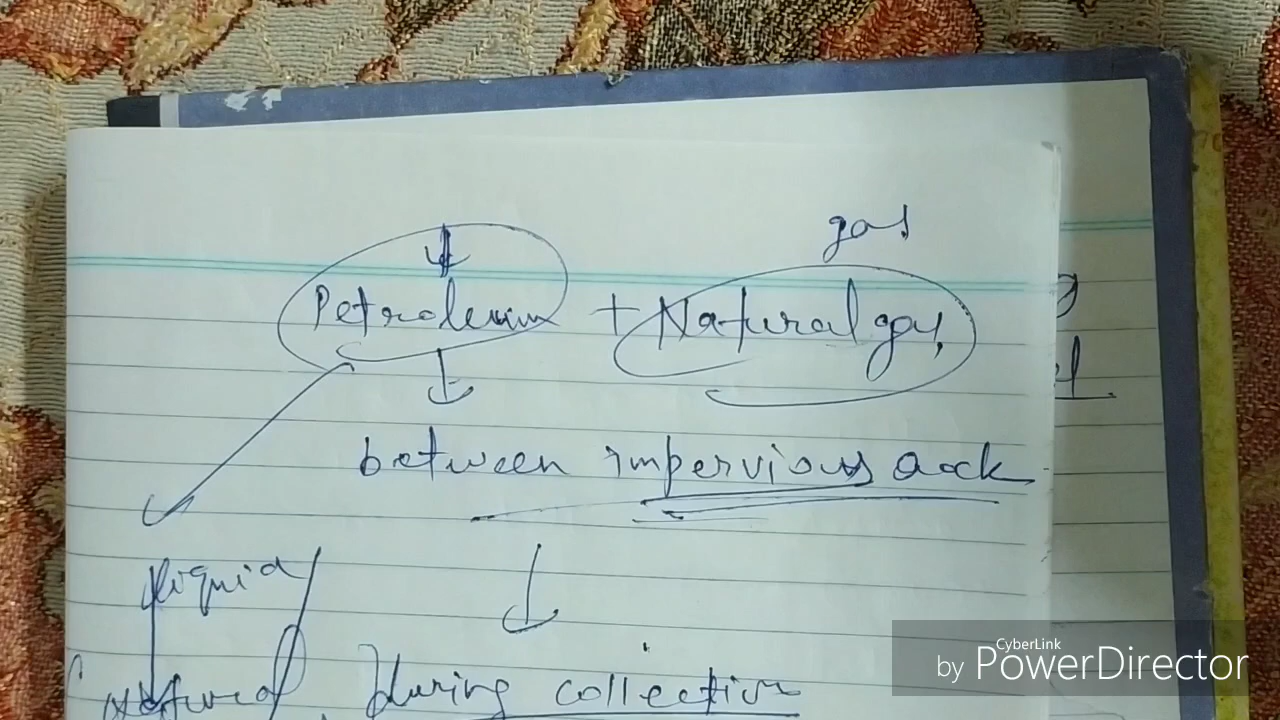 gas
Petroleum + Natural gas
between impervious rock
liquid
During collection
CyberLink
by PowerDirector